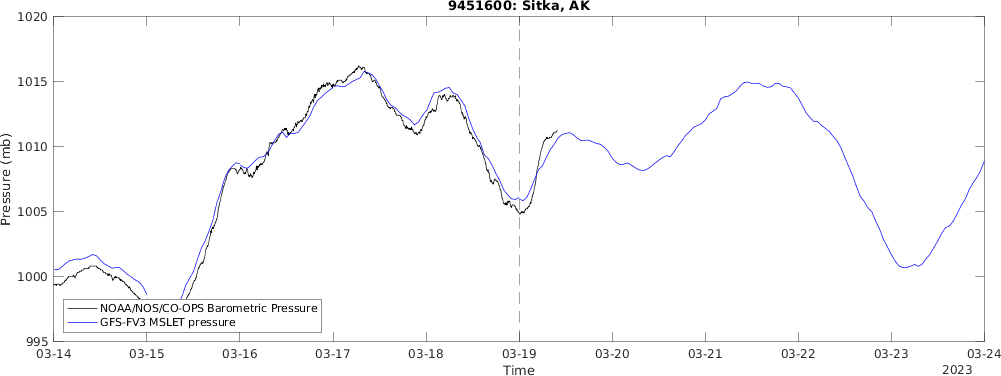 9451600: Sitka, AK
1020
1015
1010
1005
1000
995
Pressure (mb)
NOAA/NOS/CO-OPS Barometric Pressure
GFS-FV3 MSLET pressure
03-14 03-15 03-16 03-17 03-18 03-19 03-20 03-21 03-22 03-23 03-24
Time
2023